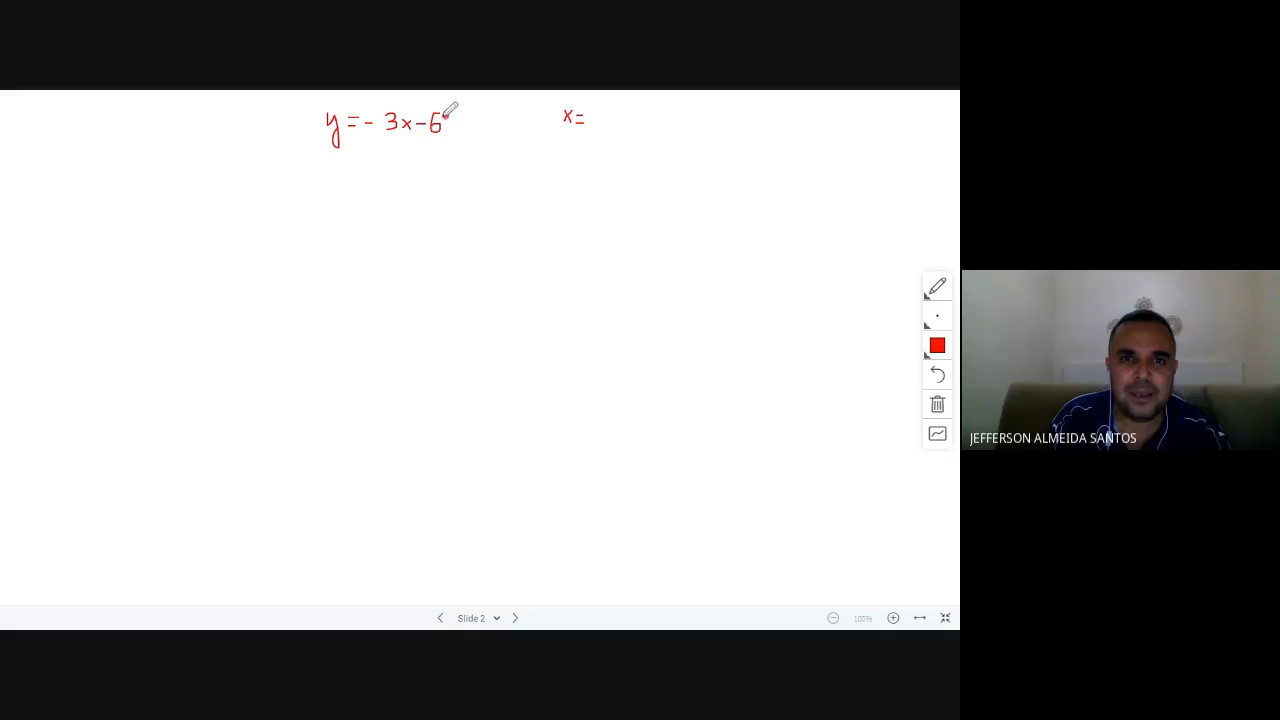 y = - 3x - 6 x =
JEFFERSON ALMEIDA SANTOS
Slide 2
100%